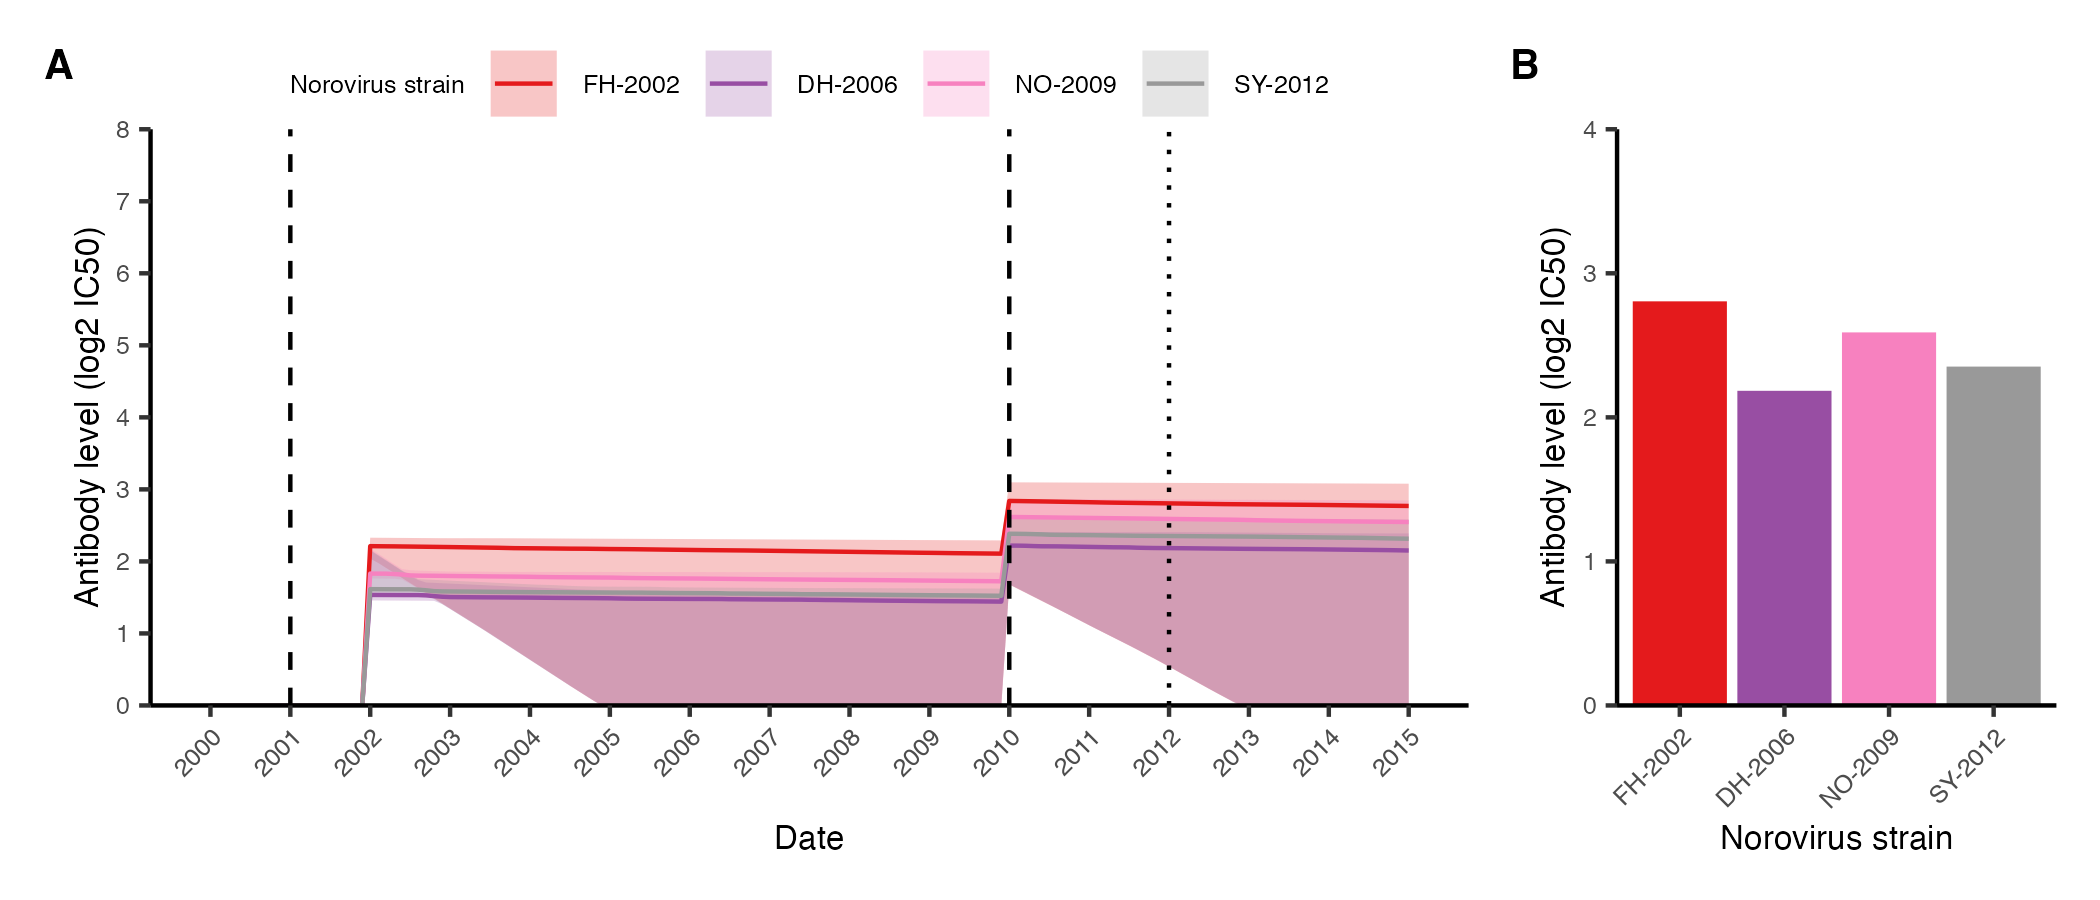 A
Norovirus strain FH-2002 DH-2006 NO-2009 SY-2012
Antibody level (log2 IC50)
8
7
6
5
4
3
2
1
0
2000 2001 2002 2003 2004 2005 2006 2007 2008 2009 2010 2011 2012 2013 2014 2015
Date
B
Antibody level (log2 IC50)
4
3
2
1
0
FH-2002 DH-2006 NO-2009 SY-2012
Norovirus strain